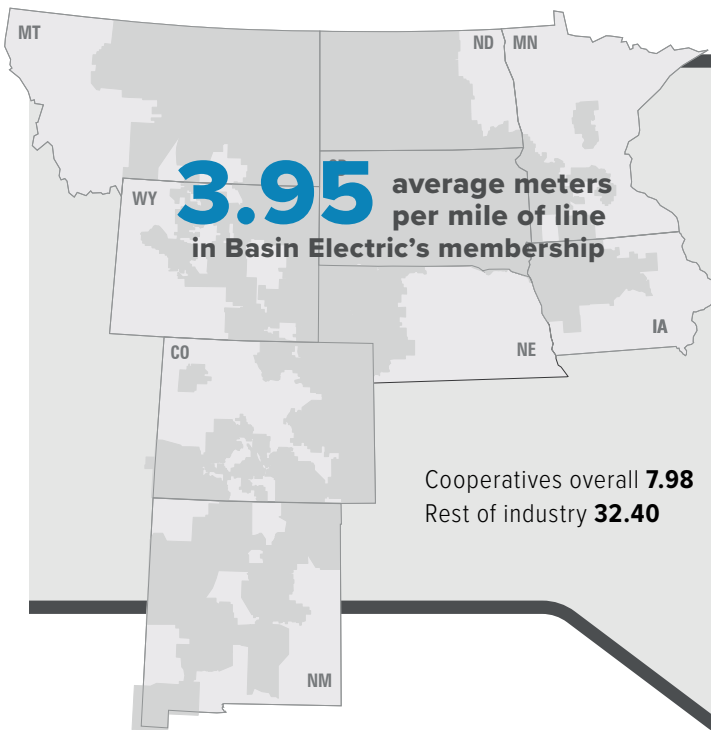 MT
ND MN
WY
3.95 average meters
per mile of line
in Basin Electric's membership
IA
NE
CO
Cooperatives overall 7.98
Rest of industry 32.40
NM